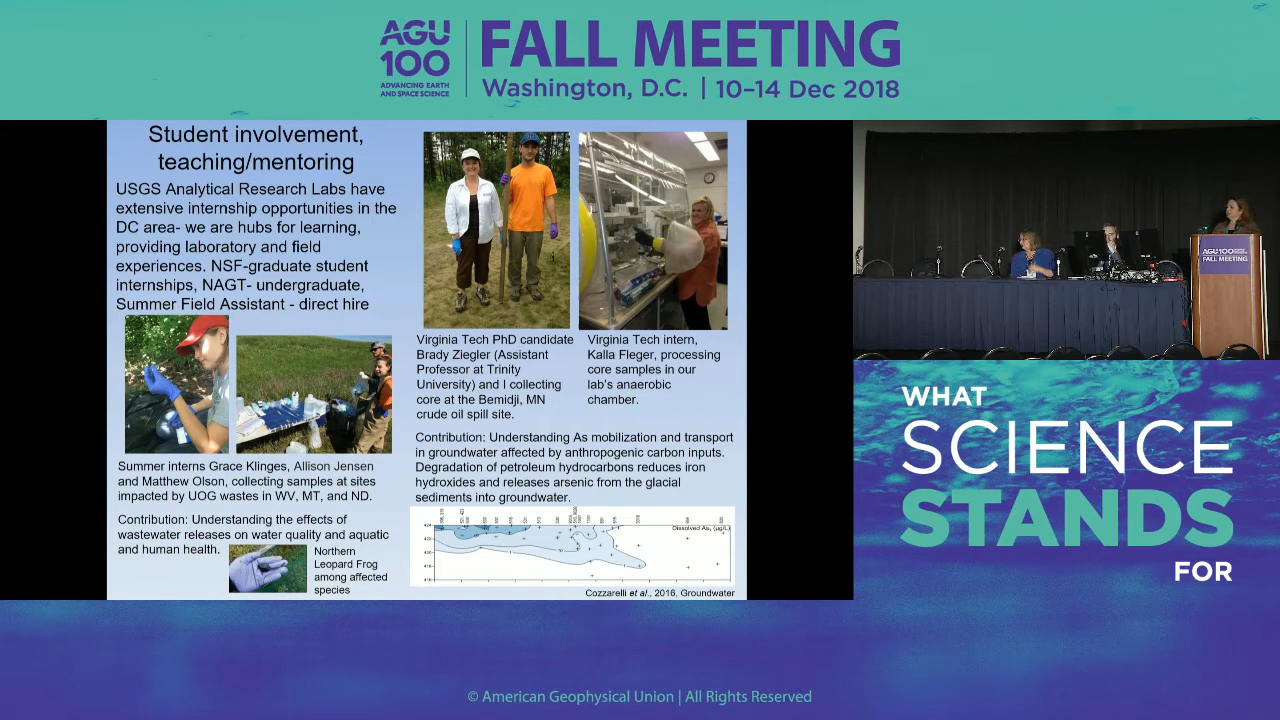 AGU
100
ADVANCING EARTH
AND SPACE SCIENCE
FALL MEETING
Washington, D.C. | 10–14 Dec 2018
Student involvement,
teaching/mentoring
USGS Analytical Research Labs have
extensive internship opportunities in the
DC area- we are hubs for learning,
providing laboratory and field
experiences. NSF-graduate student
internships, NAGT- undergraduate,
Summer Field Assistant - direct hire
Summer interns Grace Klinges, Allison Jensen
and Matthew Olson, collecting samples at sites
impacted by UOG wastes in WV, MT, and ND.
Contribution: Understanding the effects of
wastewater releases on water quality and aquatic
and human health.
Northern
Leopard Frog
among affected
species
Virginia Tech PhD candidate
Brady Ziegler (Assistant
Professor at Trinity
University) and I collecting
core at the Bemidji, MN
crude oil spill site.
Virginia Tech intern,
Kalla Fleger, processing
core samples in our
lab's anaerobic
chamber.
Contribution: Understanding As mobilization and transport
in groundwater affected by anthropogenic carbon inputs.
Degradation of petroleum hydrocarbons reduces iron
hydroxides and releases arsenic from the glacial
sediments into groundwater.
Dissolved As, (µg/L)
424
422
420
418
416
Cozzarelli et al., 2016, Groundwater
AGU100
FALL MEETING
WHAT
SCIENCE
STANDS
FOR
© American Geophysical Union | All Rights Reserved